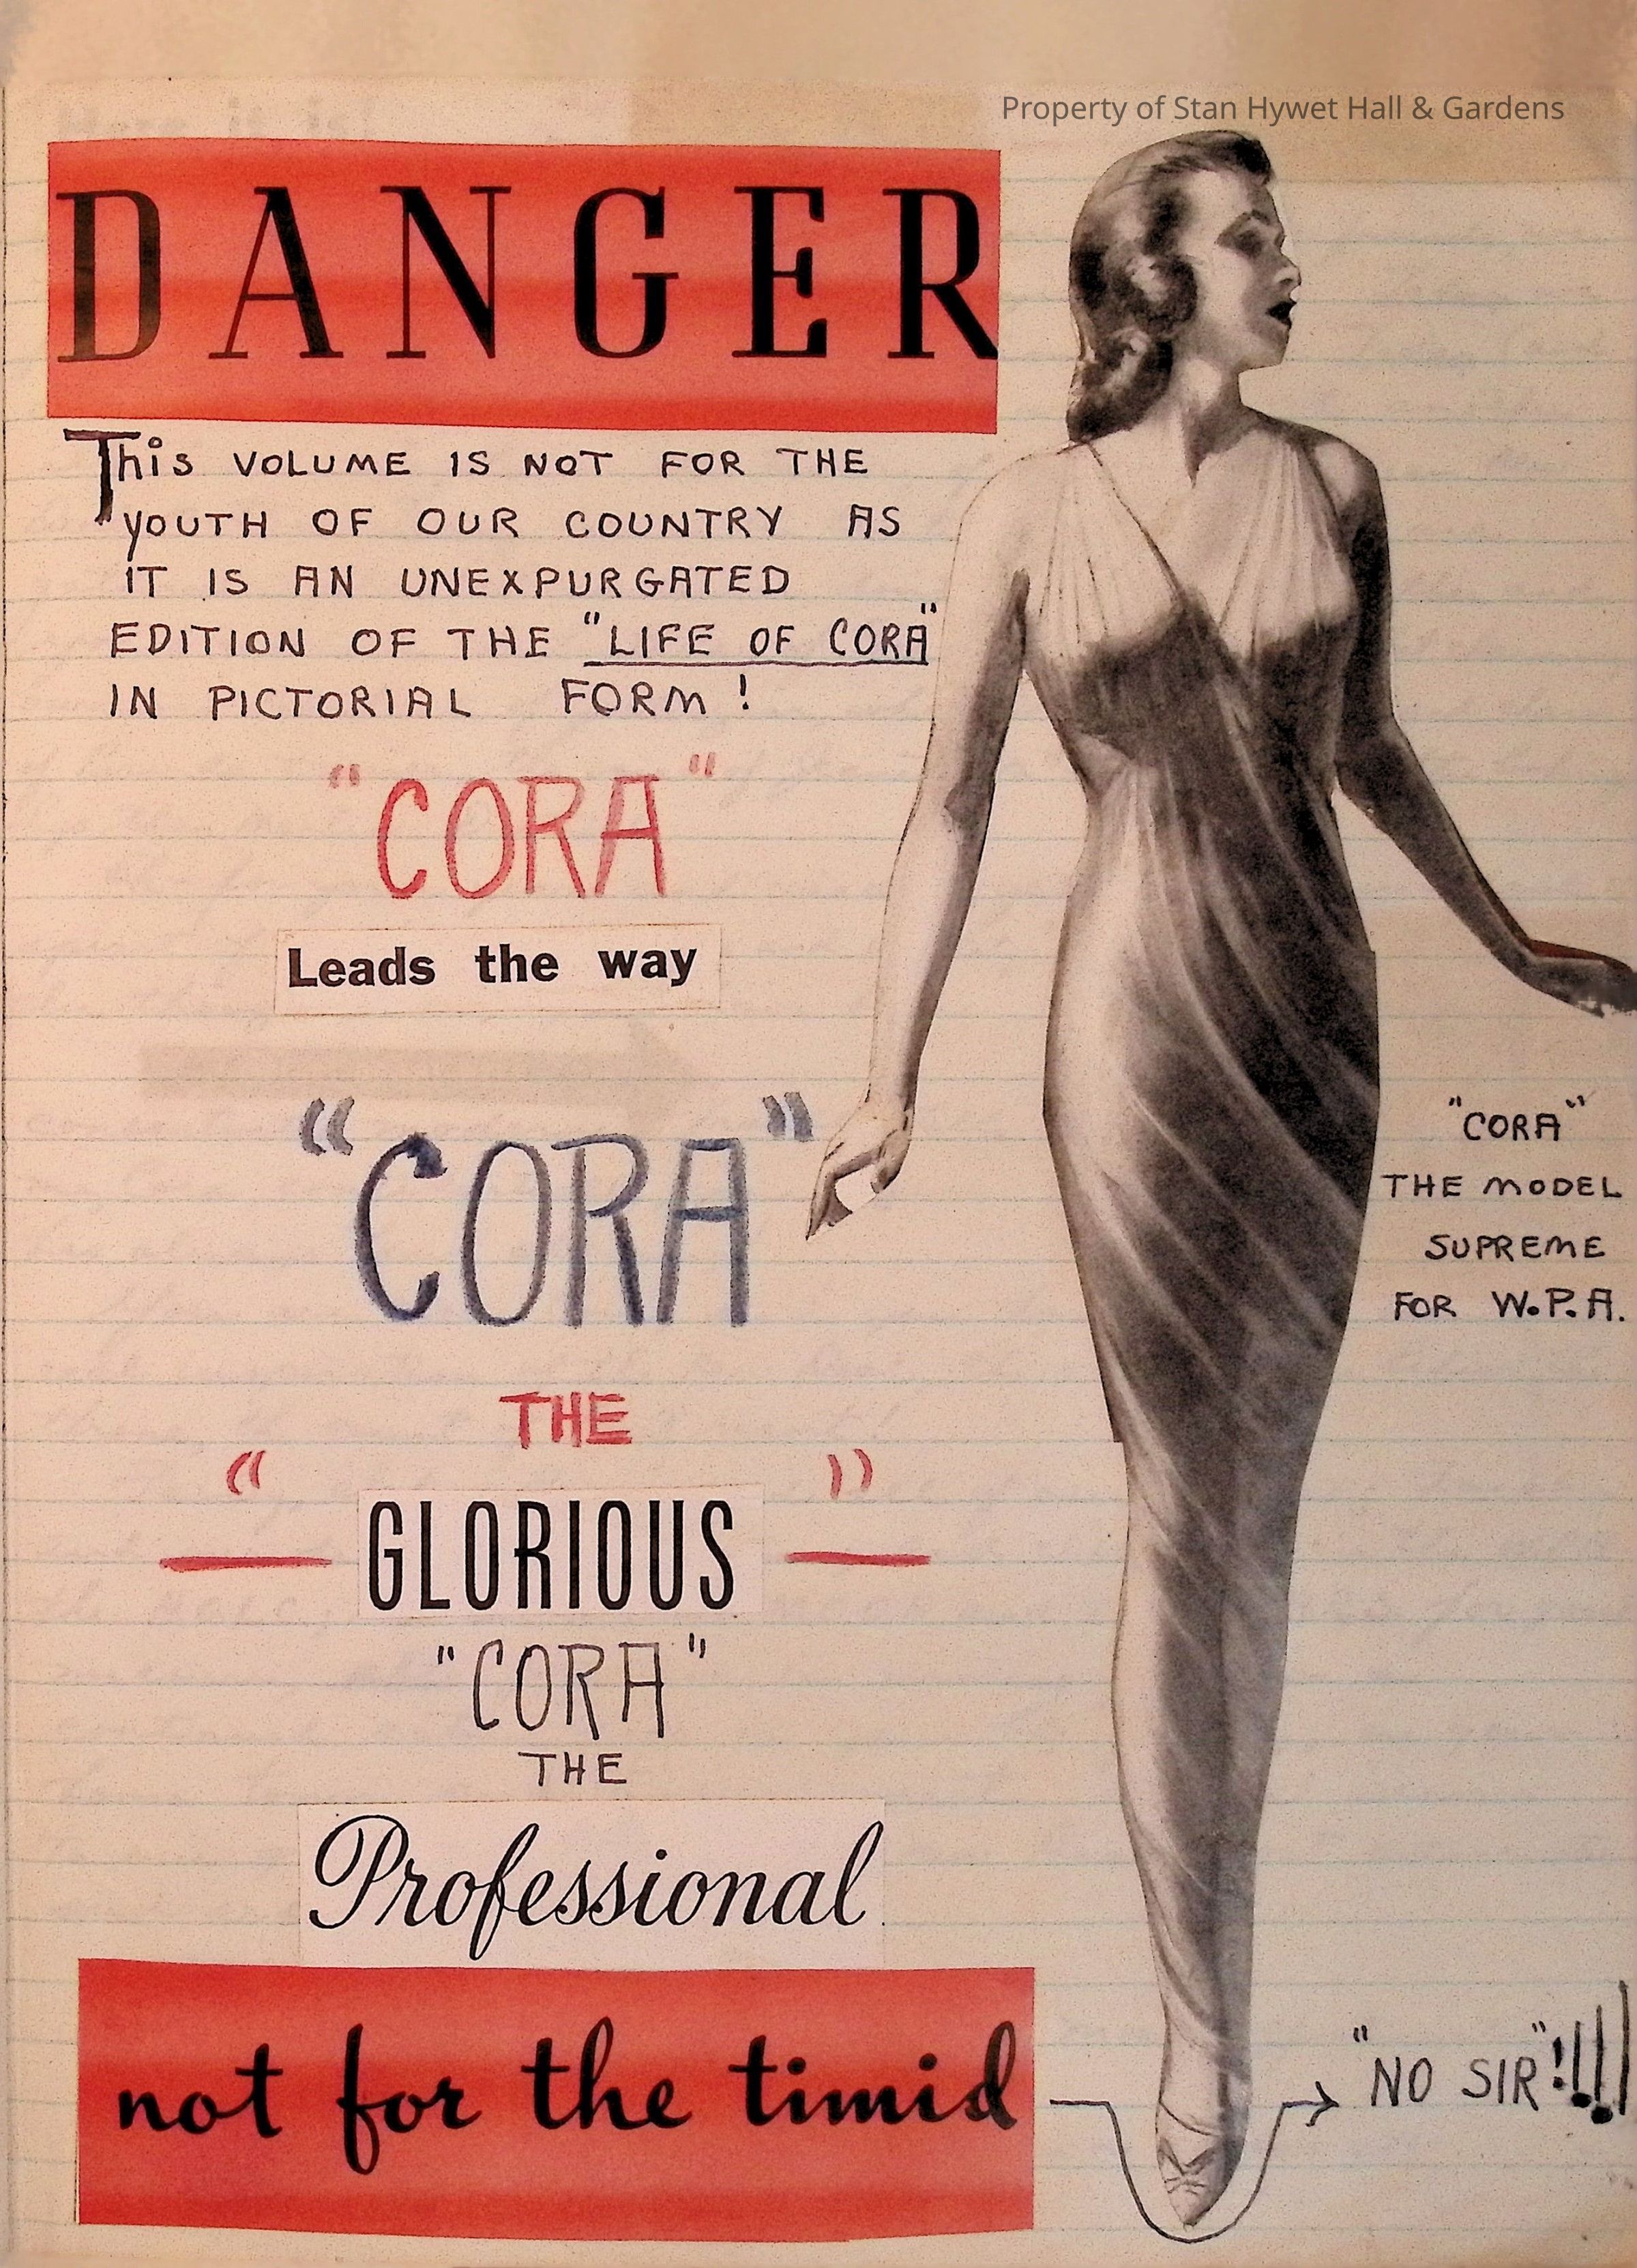 Property of Stan Hywet Hall & Gardens
DANGER
This VOLUME IS NOT FOR THE
YOUTH OF OUR COUNTRY AS
IT IS AN UNEXPURGATED
EDITION OF THE "LIFE OF CORA"
IN PICTORIAL FORM!
"CORA"
Leads the way
"CORA"
THE
"GLORIOUS"
"CORA"
THE
Professional
not for the timid
"NO SIR"!!!!
"CORA"
THE MODEL
SUPREME
FOR W.P.A.